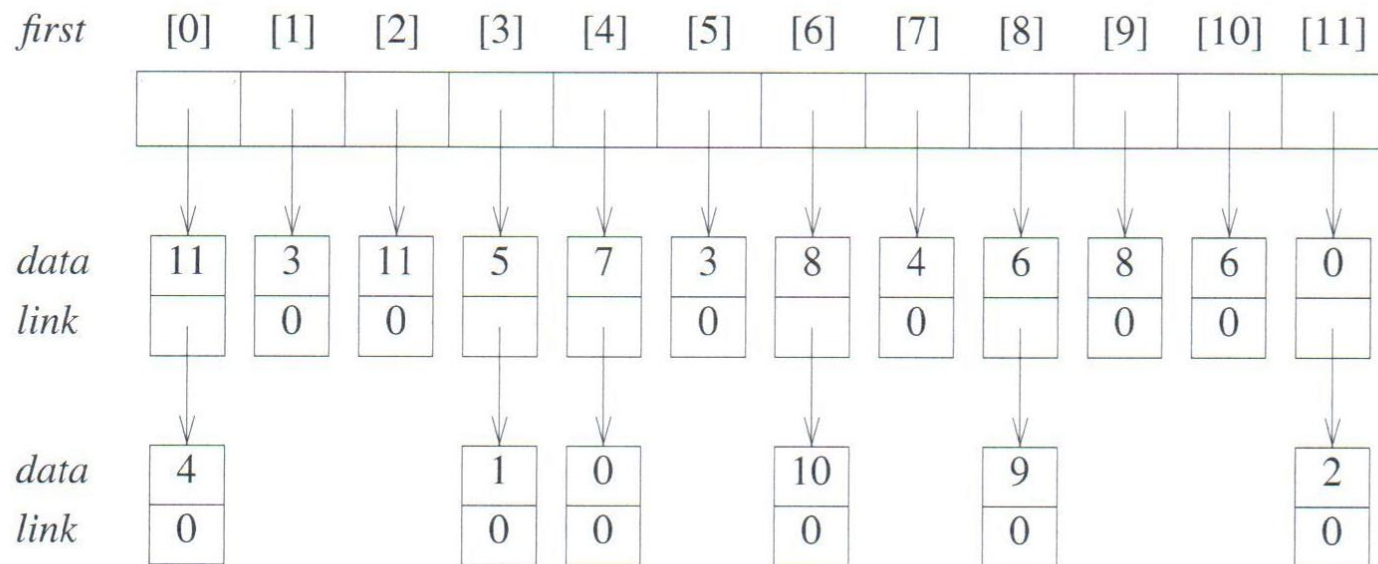 first [0] [1] [2] [3] [4] [5] [6] [7] [8] [9] [10] [11]
data 11 3 11 5 7 3 8 4 6 8 6 0
link 0 0 0 0 0 0
data 4 1 0 10 9 2
link 0 0 0 0 0 0